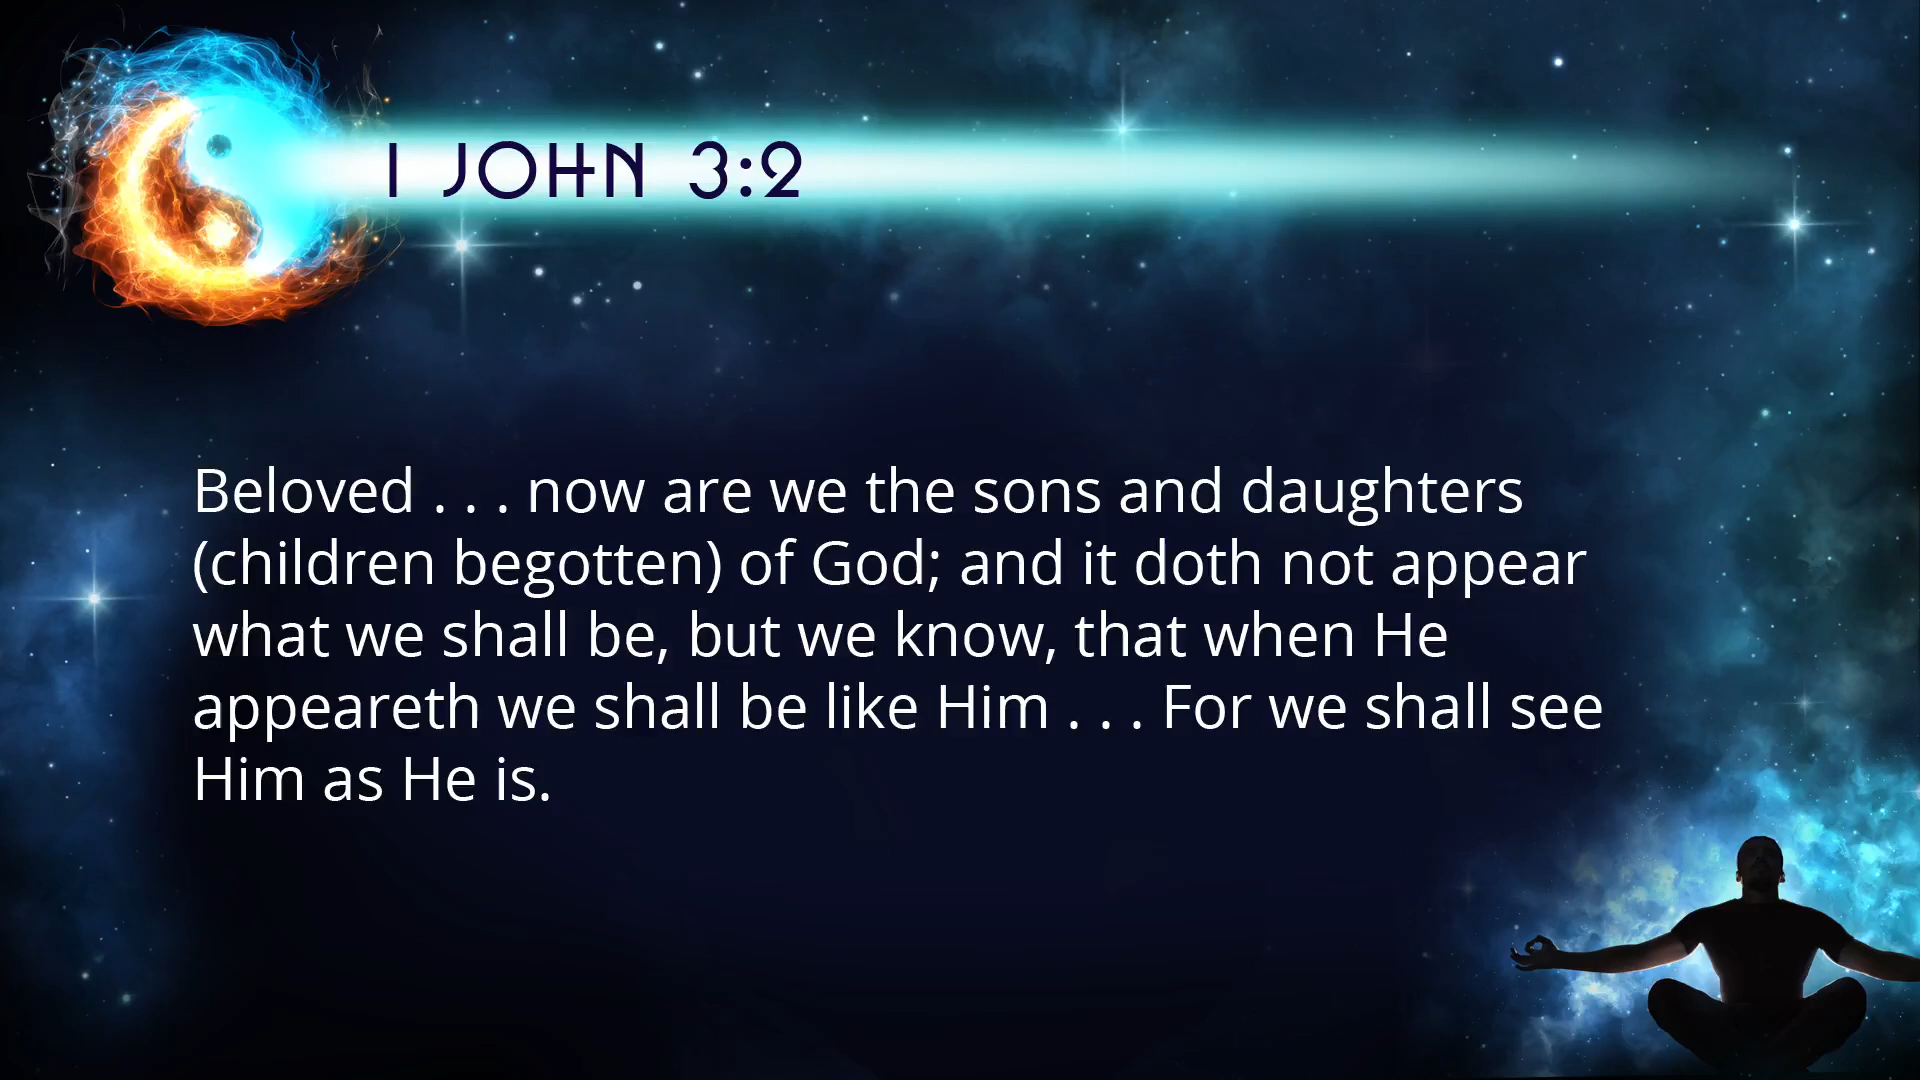 1 JOHN 3:2
Beloved . . . now are we the sons and daughters
(children begotten) of God; and it doth not appear
what we shall be, but we know, that when He
appeareth we shall be like Him . . . For we shall see
Him as He is.